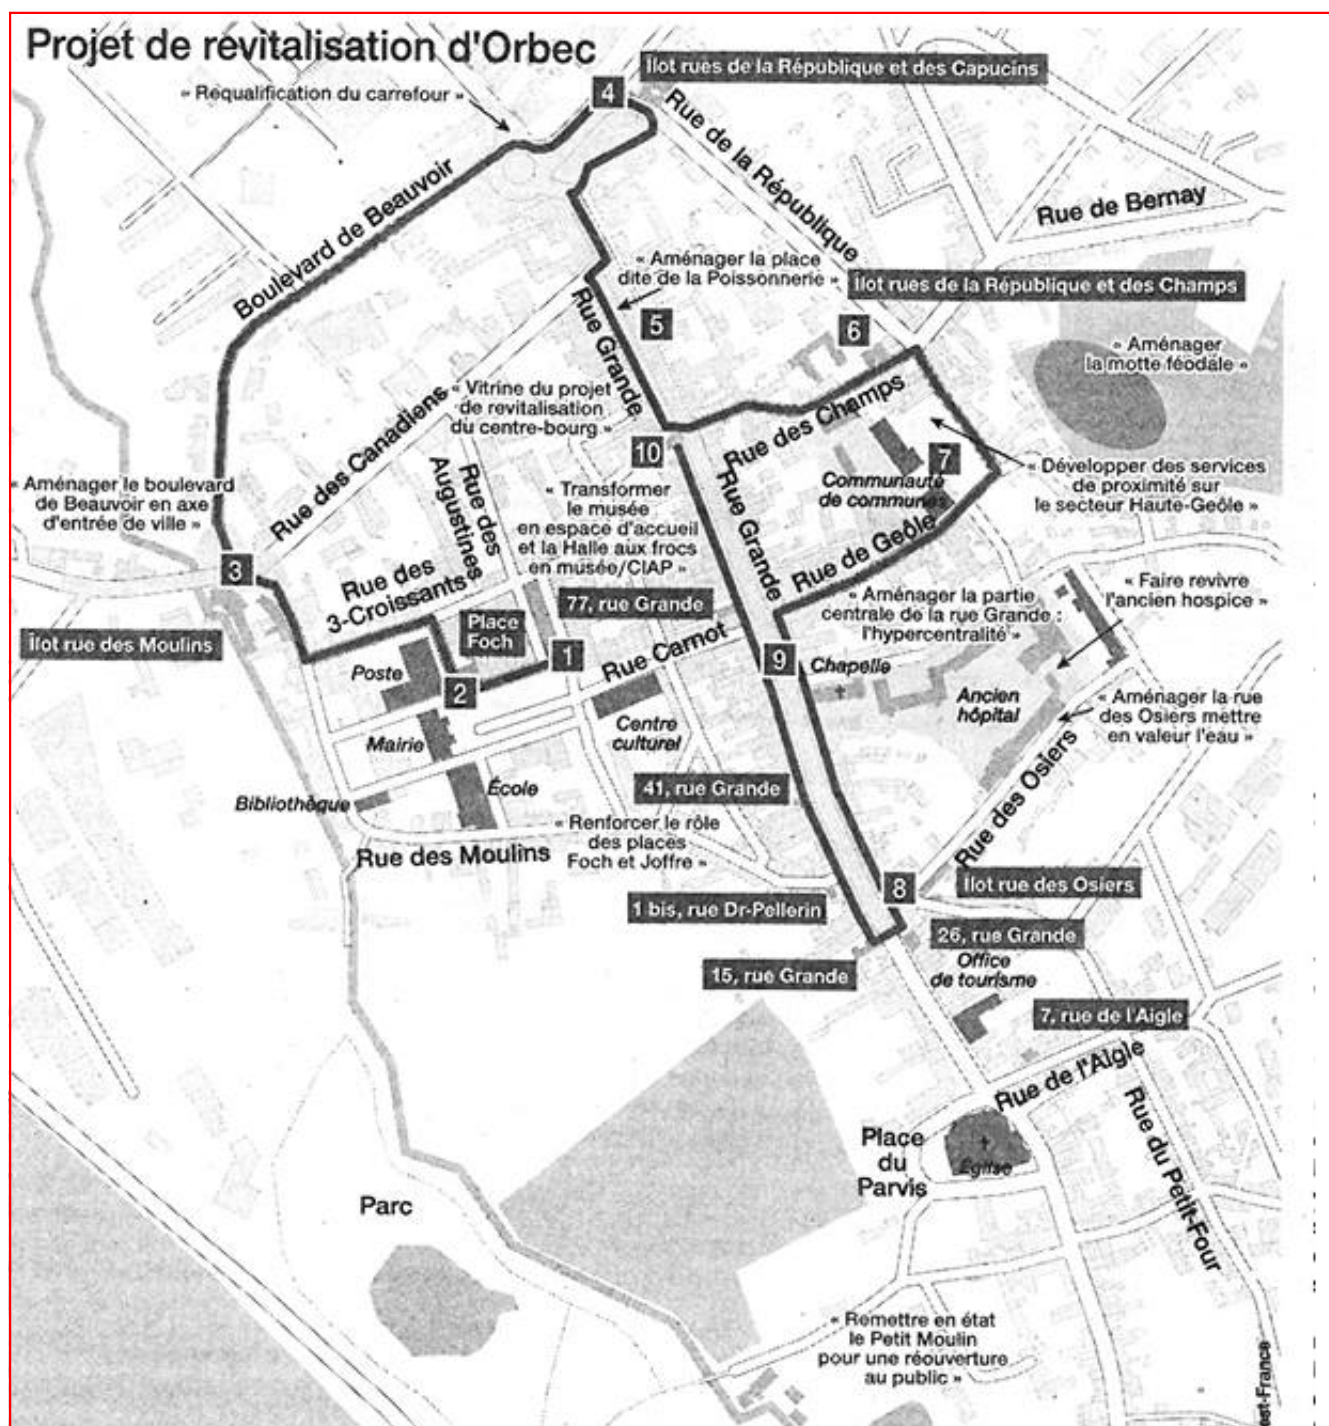 Projet de revitalisation d'Orbec
Îlot rues de la République et des Capucins
« Requalification du carrefour »
4
Rue de la République
Boulevard de Beauvoir
Rue de Bernay
« Aménager la place
dite de la Poissonnerie »
Îlot rues de la République et des Champs
5
6
Rue Grande
« Aménager
la motte féodale »
« Vitrine du projet
de revitalisation
du centre-bourg »
Rue des Champs
Rue des Canadiens
10
7
Communauté
de communes
« Développer des services
de proximité sur
le secteur Haute-Geôle »
« Aménager le boulevard
de Beauvoir en axe
d'entrée de ville »
Rue des
Augustines
« Transformer
le musée
en espace d'accueil
et la Halle aux frocs
en musée/CIAP »
Rue Grande
Rue de Geôle
3
Rue des
3-Croissants
77, rue Grande
« Aménager la partie
centrale de la rue Grande :
l'hypercentralité »
« Faire revivre
l'ancien hospice »
Îlot rue des Moulins
Place
Foch
1
Rue Carnot
9
Chapelle
Poste
2
Ancien
hôpital
« Aménager la rue
des Osiers mettre
en valeur l'eau »
Mairie
Centre
culturel
École
41, rue Grande
Bibliothèque
Rue des Osiers
« Renforcer le rôle
des places
Foch et Joffre »
Rue des Moulins
8
Îlot rue des Osiers
1 bis, rue Dr-Pellerin
26, rue Grande
15, rue Grande
Office
de tourisme
7, rue de l'Aigle
Rue de l'Aigle
Place
du
Parvis
Église
Rue du Petit-Four
Parc
« Remettre en état
le Petit Moulin
pour une réouverture
au public »
est-France